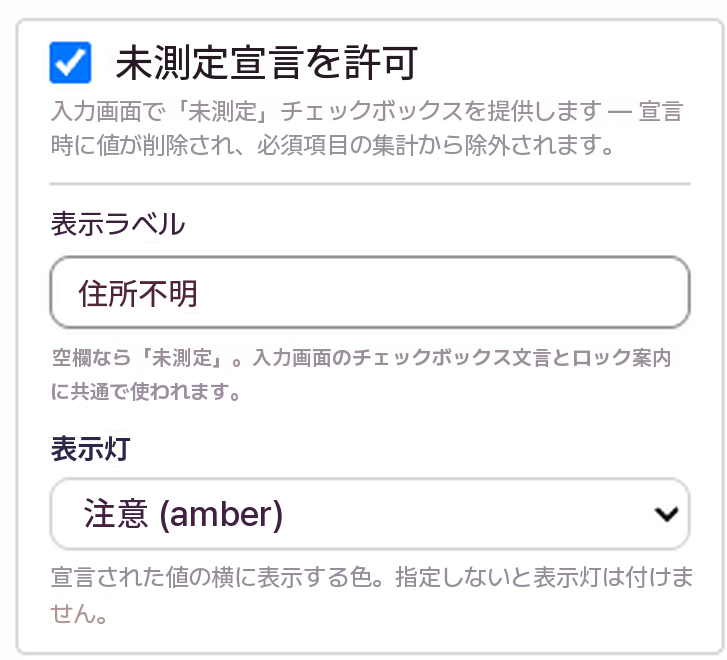 未測定宣言を許可
入力画面で「未測定」チェックボックスを提供します — 宣言
時に値が削除され、必須項目の集計から除外されます。
表示ラベル
住所不明
空欄なら「未測定」。入力画面のチェックボックス文言とロック案内
に共通で使われます。
表示灯
注意 (amber)
宣言された値の横に表示する色。指定しないと表示灯は付けま
せん。